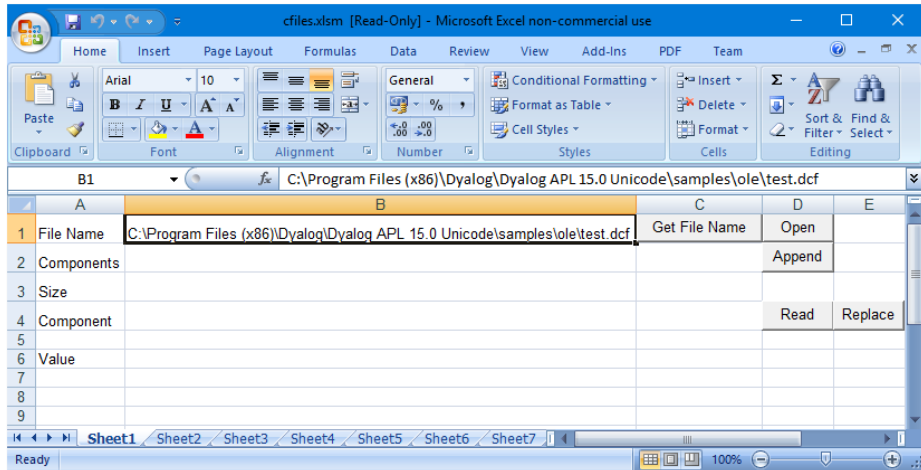 cfiles.xlsm [Read-Only] - Microsoft Excel non-commercial use
Home Insert Page Layout Formulas Data Review View Add-Ins PDF Team
Paste
Clipboard
Arial 10
B I U A A
A
Font
Alignment
General
% ,
.00 .0
.0 .00
Number
Conditional Formatting
Format as Table
Cell Styles
Styles
Insert
Delete
Format
Cells
Σ
Sort & Filter
Find & Select
Editing
B1 fx C:\Program Files (x86)\Dyalog\Dyalog APL 15.0 Unicode\samples\ole\test.dcf
A B C D E
1 File Name C:\Program Files (x86)\Dyalog\Dyalog APL 15.0 Unicode\samples\ole\test.dcf Get File Name Open
2 Components Append
3 Size
4 Component Read Replace
5
6 Value
7
8
9
Sheet1 Sheet2 Sheet3 Sheet4 Sheet5 Sheet6 Sheet7
Ready 100%